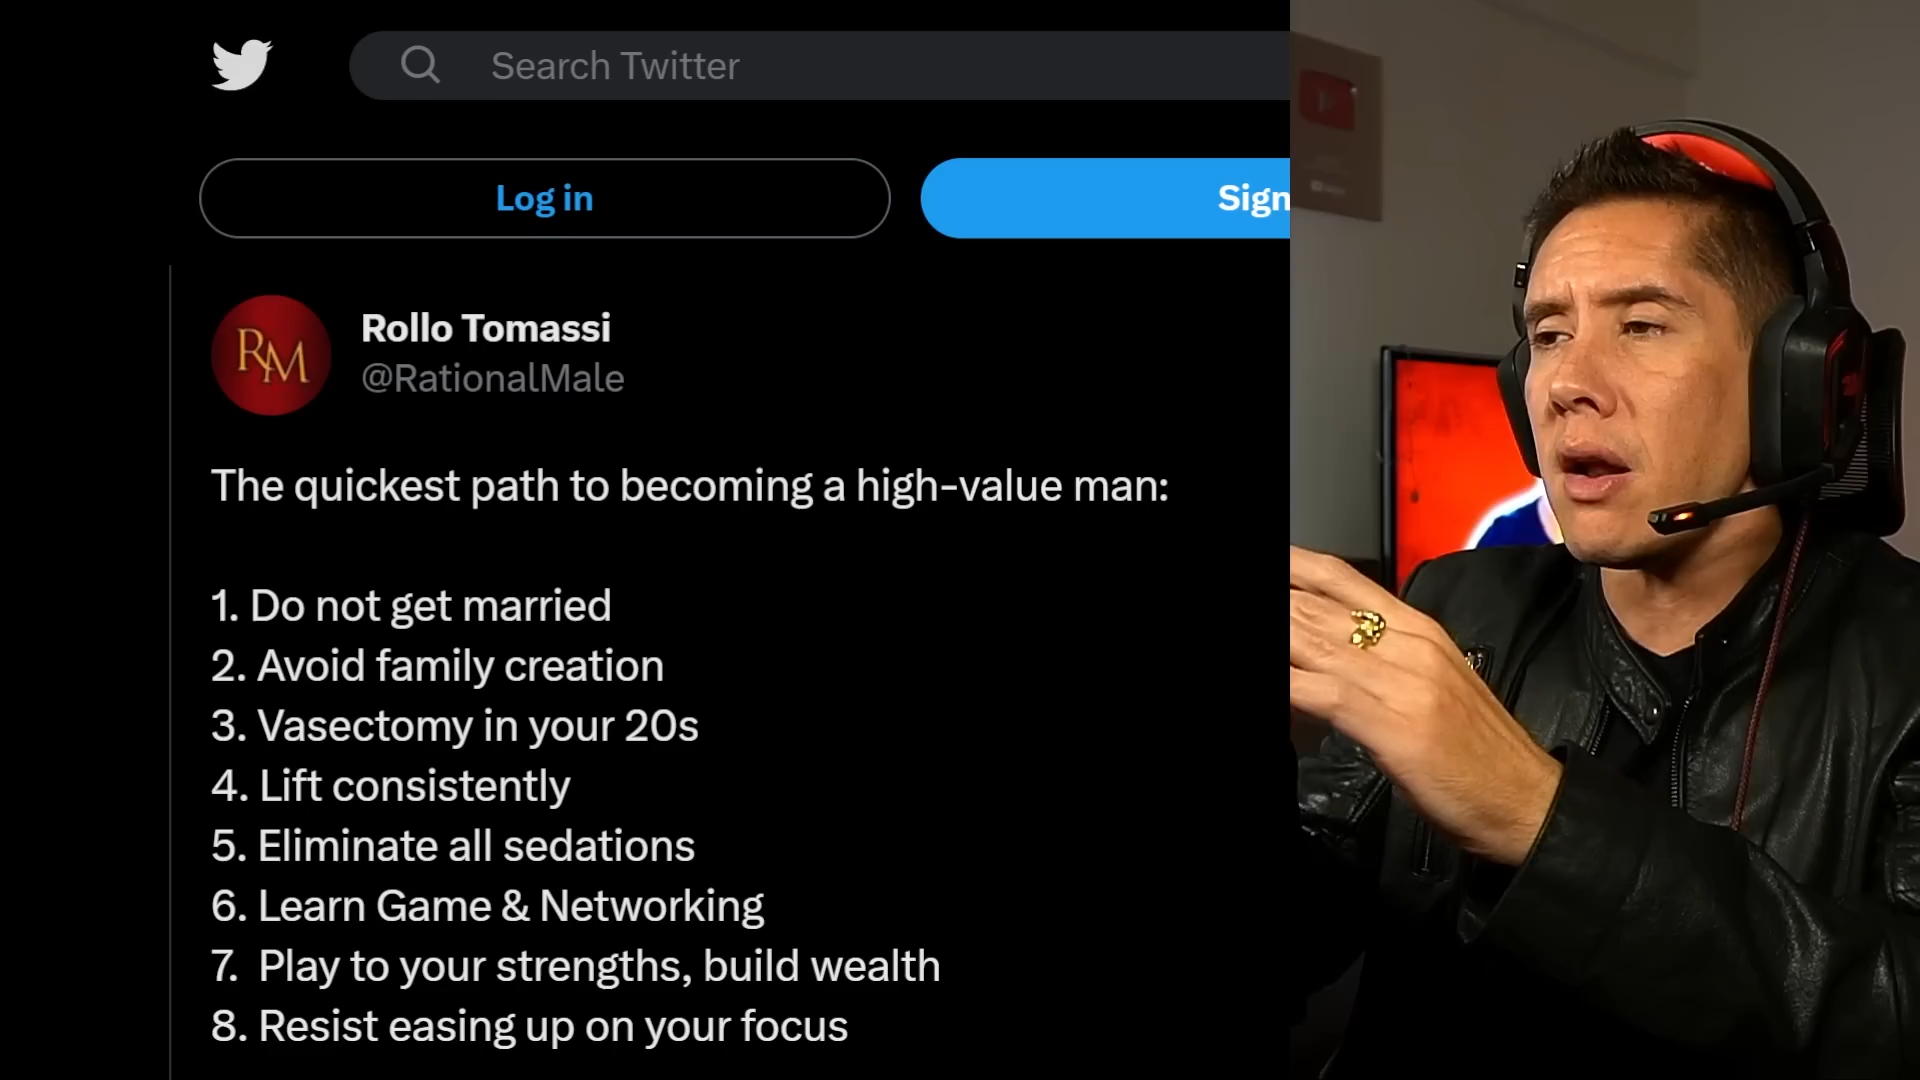 Search Twitter
Log in
Sign
RM
Rollo Tomassi
@RationalMale
The quickest path to becoming a high-value man:
1. Do not get married
2. Avoid family creation
3. Vasectomy in your 20s
4. Lift consistently
5. Eliminate all sedations
6. Learn Game & Networking
7. Play to your strengths, build wealth
8. Resist easing up on your focus